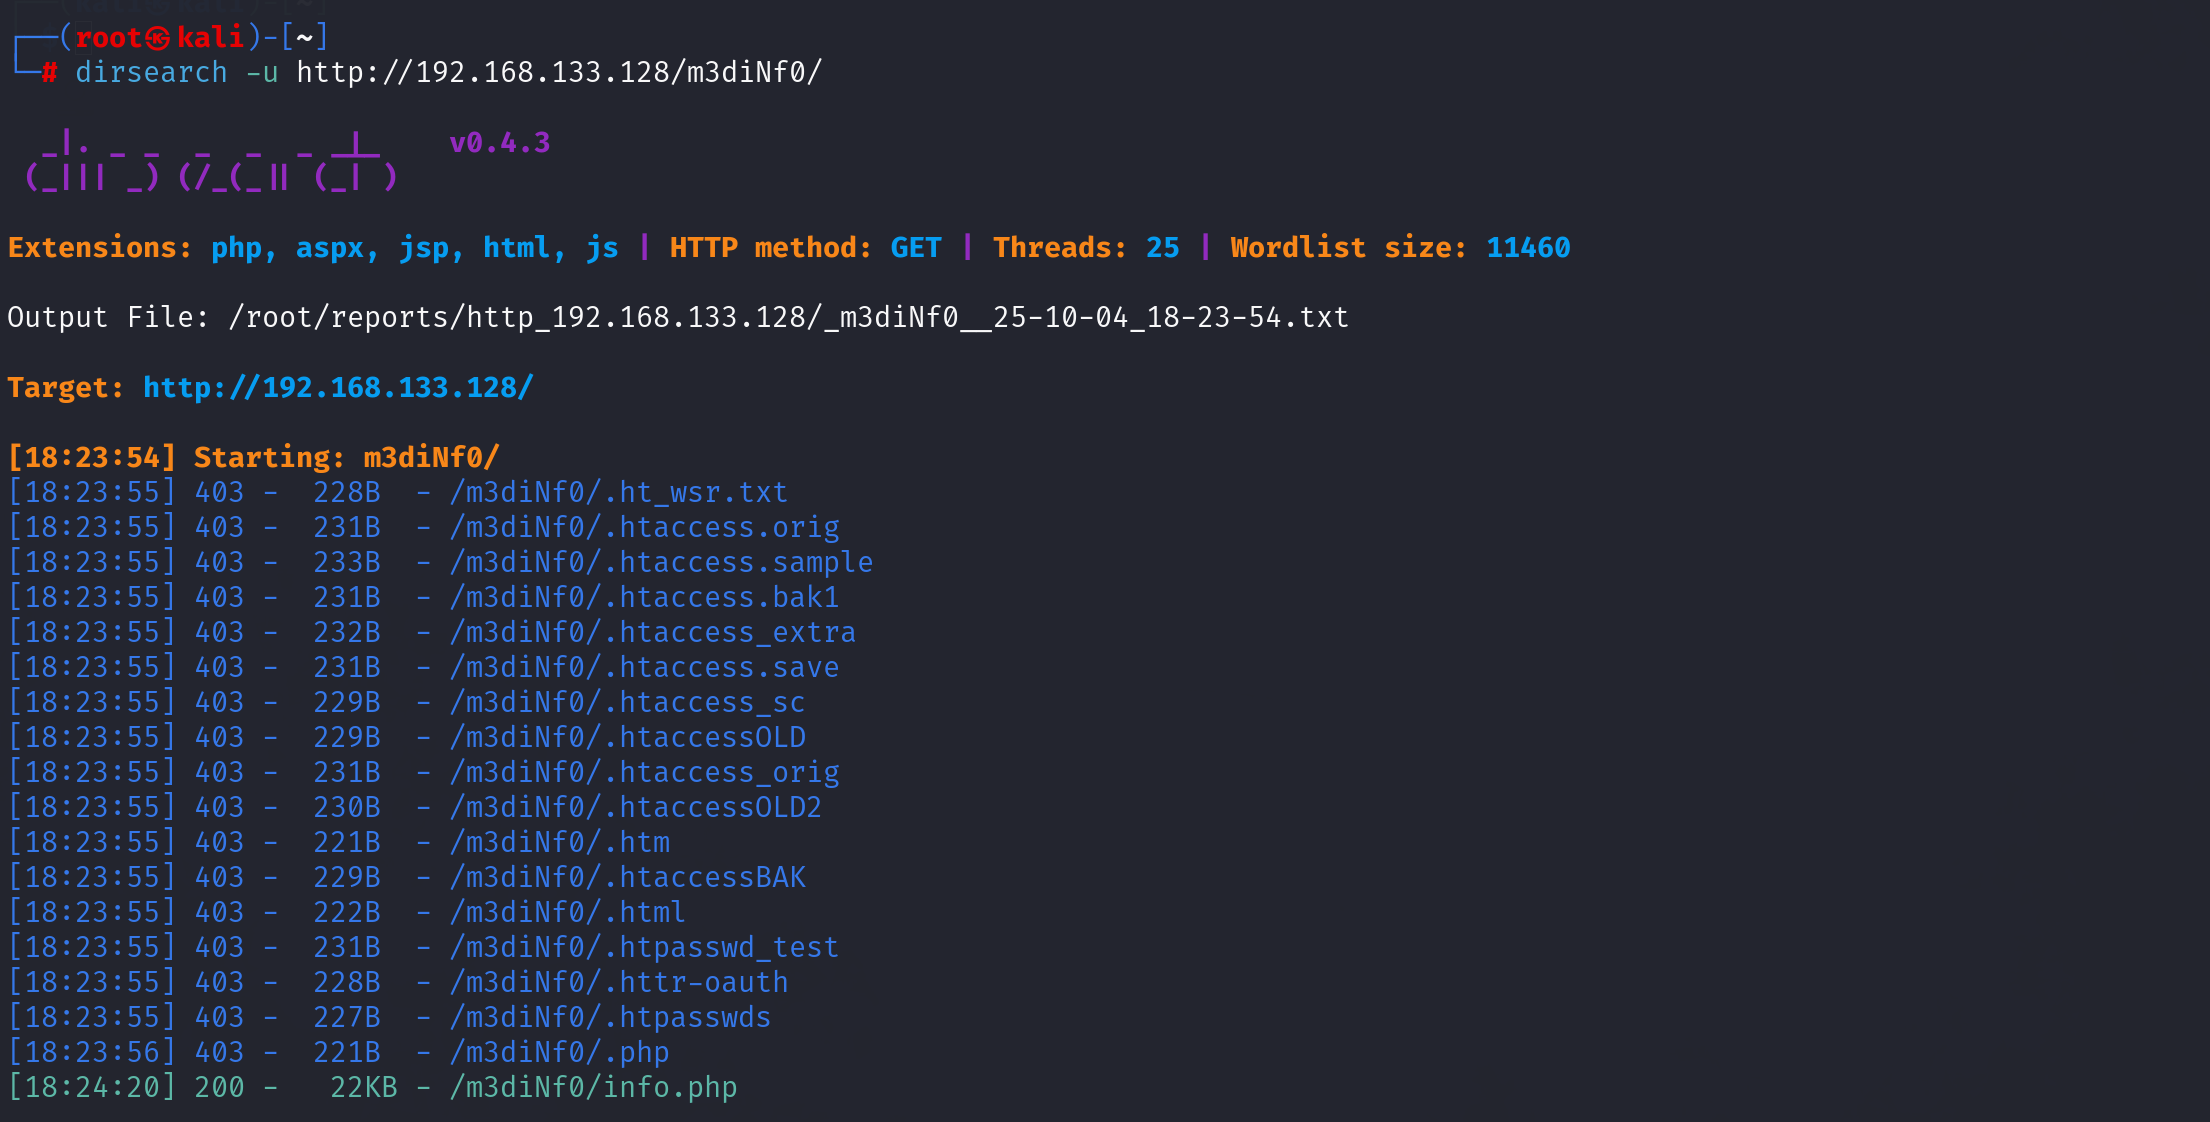 ┌──(root㉿kali)-[~]
└─# dirsearch -u http://192.168.133.128/m3diNf0/
  _|. _ _  _  _  _ _|_    v0.4.3
 (_||| _) (/_(_|| (_| )
Extensions: php, aspx, jsp, html, js | HTTP method: GET | Threads: 25 | Wordlist size: 11460
Output File: /root/reports/http_192.168.133.128/_m3diNf0__25-10-04_18-23-54.txt
Target: http://192.168.133.128/
[18:23:54] Starting: m3diNf0/
[18:23:55] 403 -  228B  - /m3diNf0/.ht_wsr.txt
[18:23:55] 403 -  231B  - /m3diNf0/.htaccess.orig
[18:23:55] 403 -  233B  - /m3diNf0/.htaccess.sample
[18:23:55] 403 -  231B  - /m3diNf0/.htaccess.bak1
[18:23:55] 403 -  232B  - /m3diNf0/.htaccess_extra
[18:23:55] 403 -  231B  - /m3diNf0/.htaccess.save
[18:23:55] 403 -  229B  - /m3diNf0/.htaccess_sc
[18:23:55] 403 -  229B  - /m3diNf0/.htaccessOLD
[18:23:55] 403 -  231B  - /m3diNf0/.htaccess_orig
[18:23:55] 403 -  230B  - /m3diNf0/.htaccessOLD2
[18:23:55] 403 -  221B  - /m3diNf0/.htm
[18:23:55] 403 -  229B  - /m3diNf0/.htaccessBAK
[18:23:55] 403 -  222B  - /m3diNf0/.html
[18:23:55] 403 -  231B  - /m3diNf0/.htpasswd_test
[18:23:55] 403 -  228B  - /m3diNf0/.httr-oauth
[18:23:55] 403 -  227B  - /m3diNf0/.htpasswds
[18:23:56] 403 -  221B  - /m3diNf0/.php
[18:24:20] 200 -   22KB - /m3diNf0/info.php